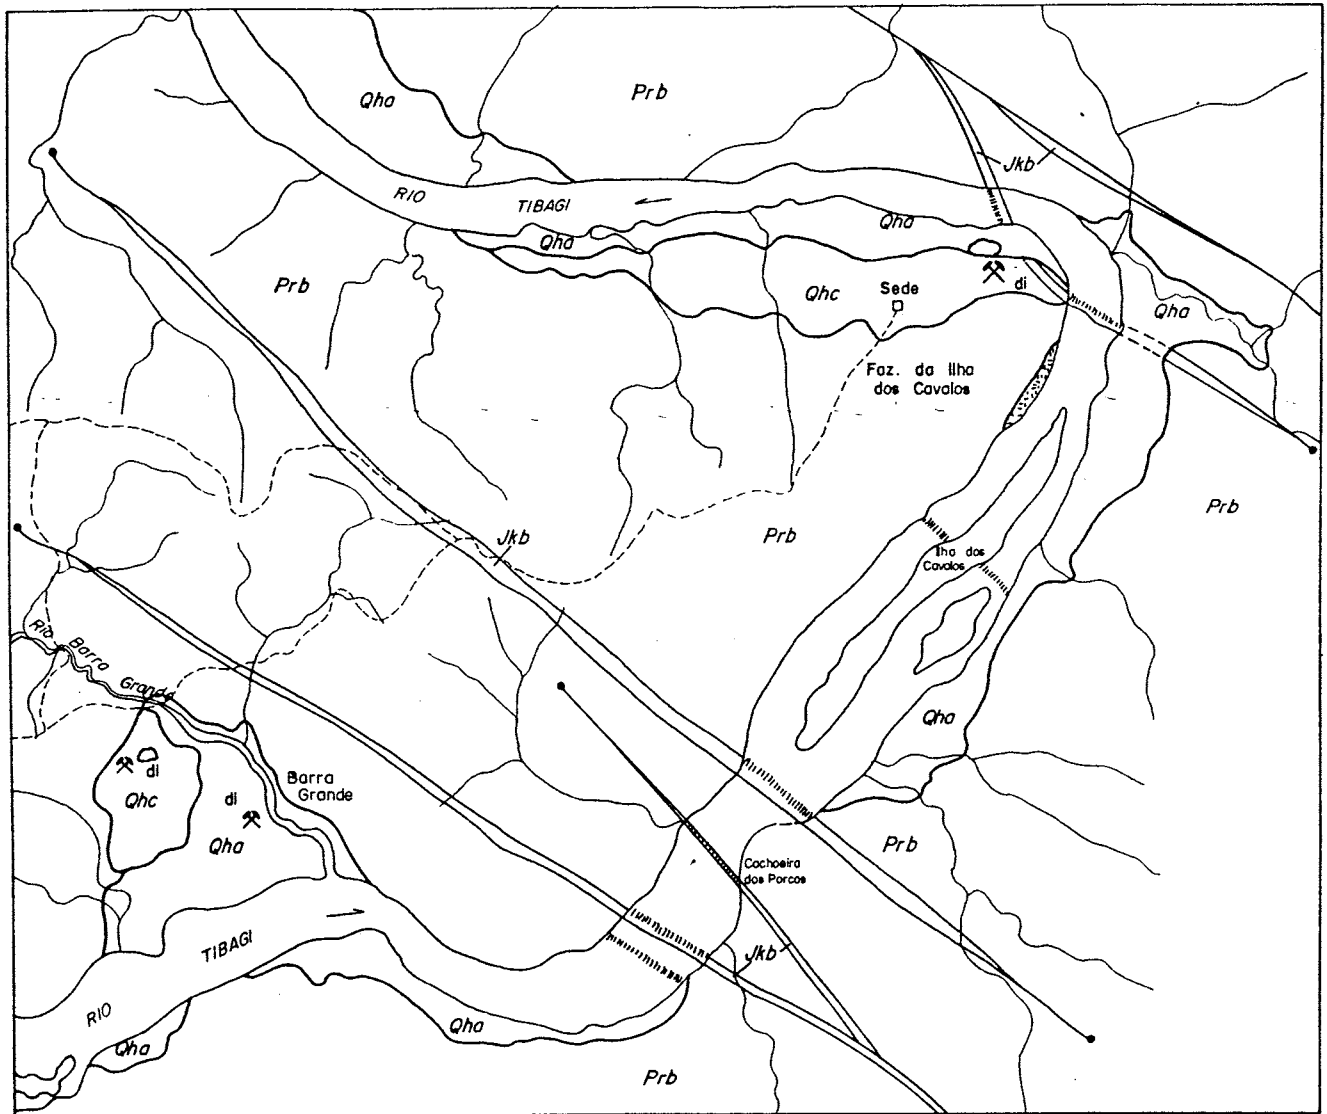 Qha
Prb
Jkb
RIO TIBAGI
Qha
Qha
Prb
Qhc
Sede
di
Qha
Faz. da Ilha
dos Cavalos
Prb
Jkb
Prb
Ilha dos
Cavalos
Rio Barra Grande
Qha
di
Qhc
di
Barra
Grande
Qha
Prb
Cachoeira
dos Porcos
RIO TIBAGI
Jkb
Qha
Qha
Prb